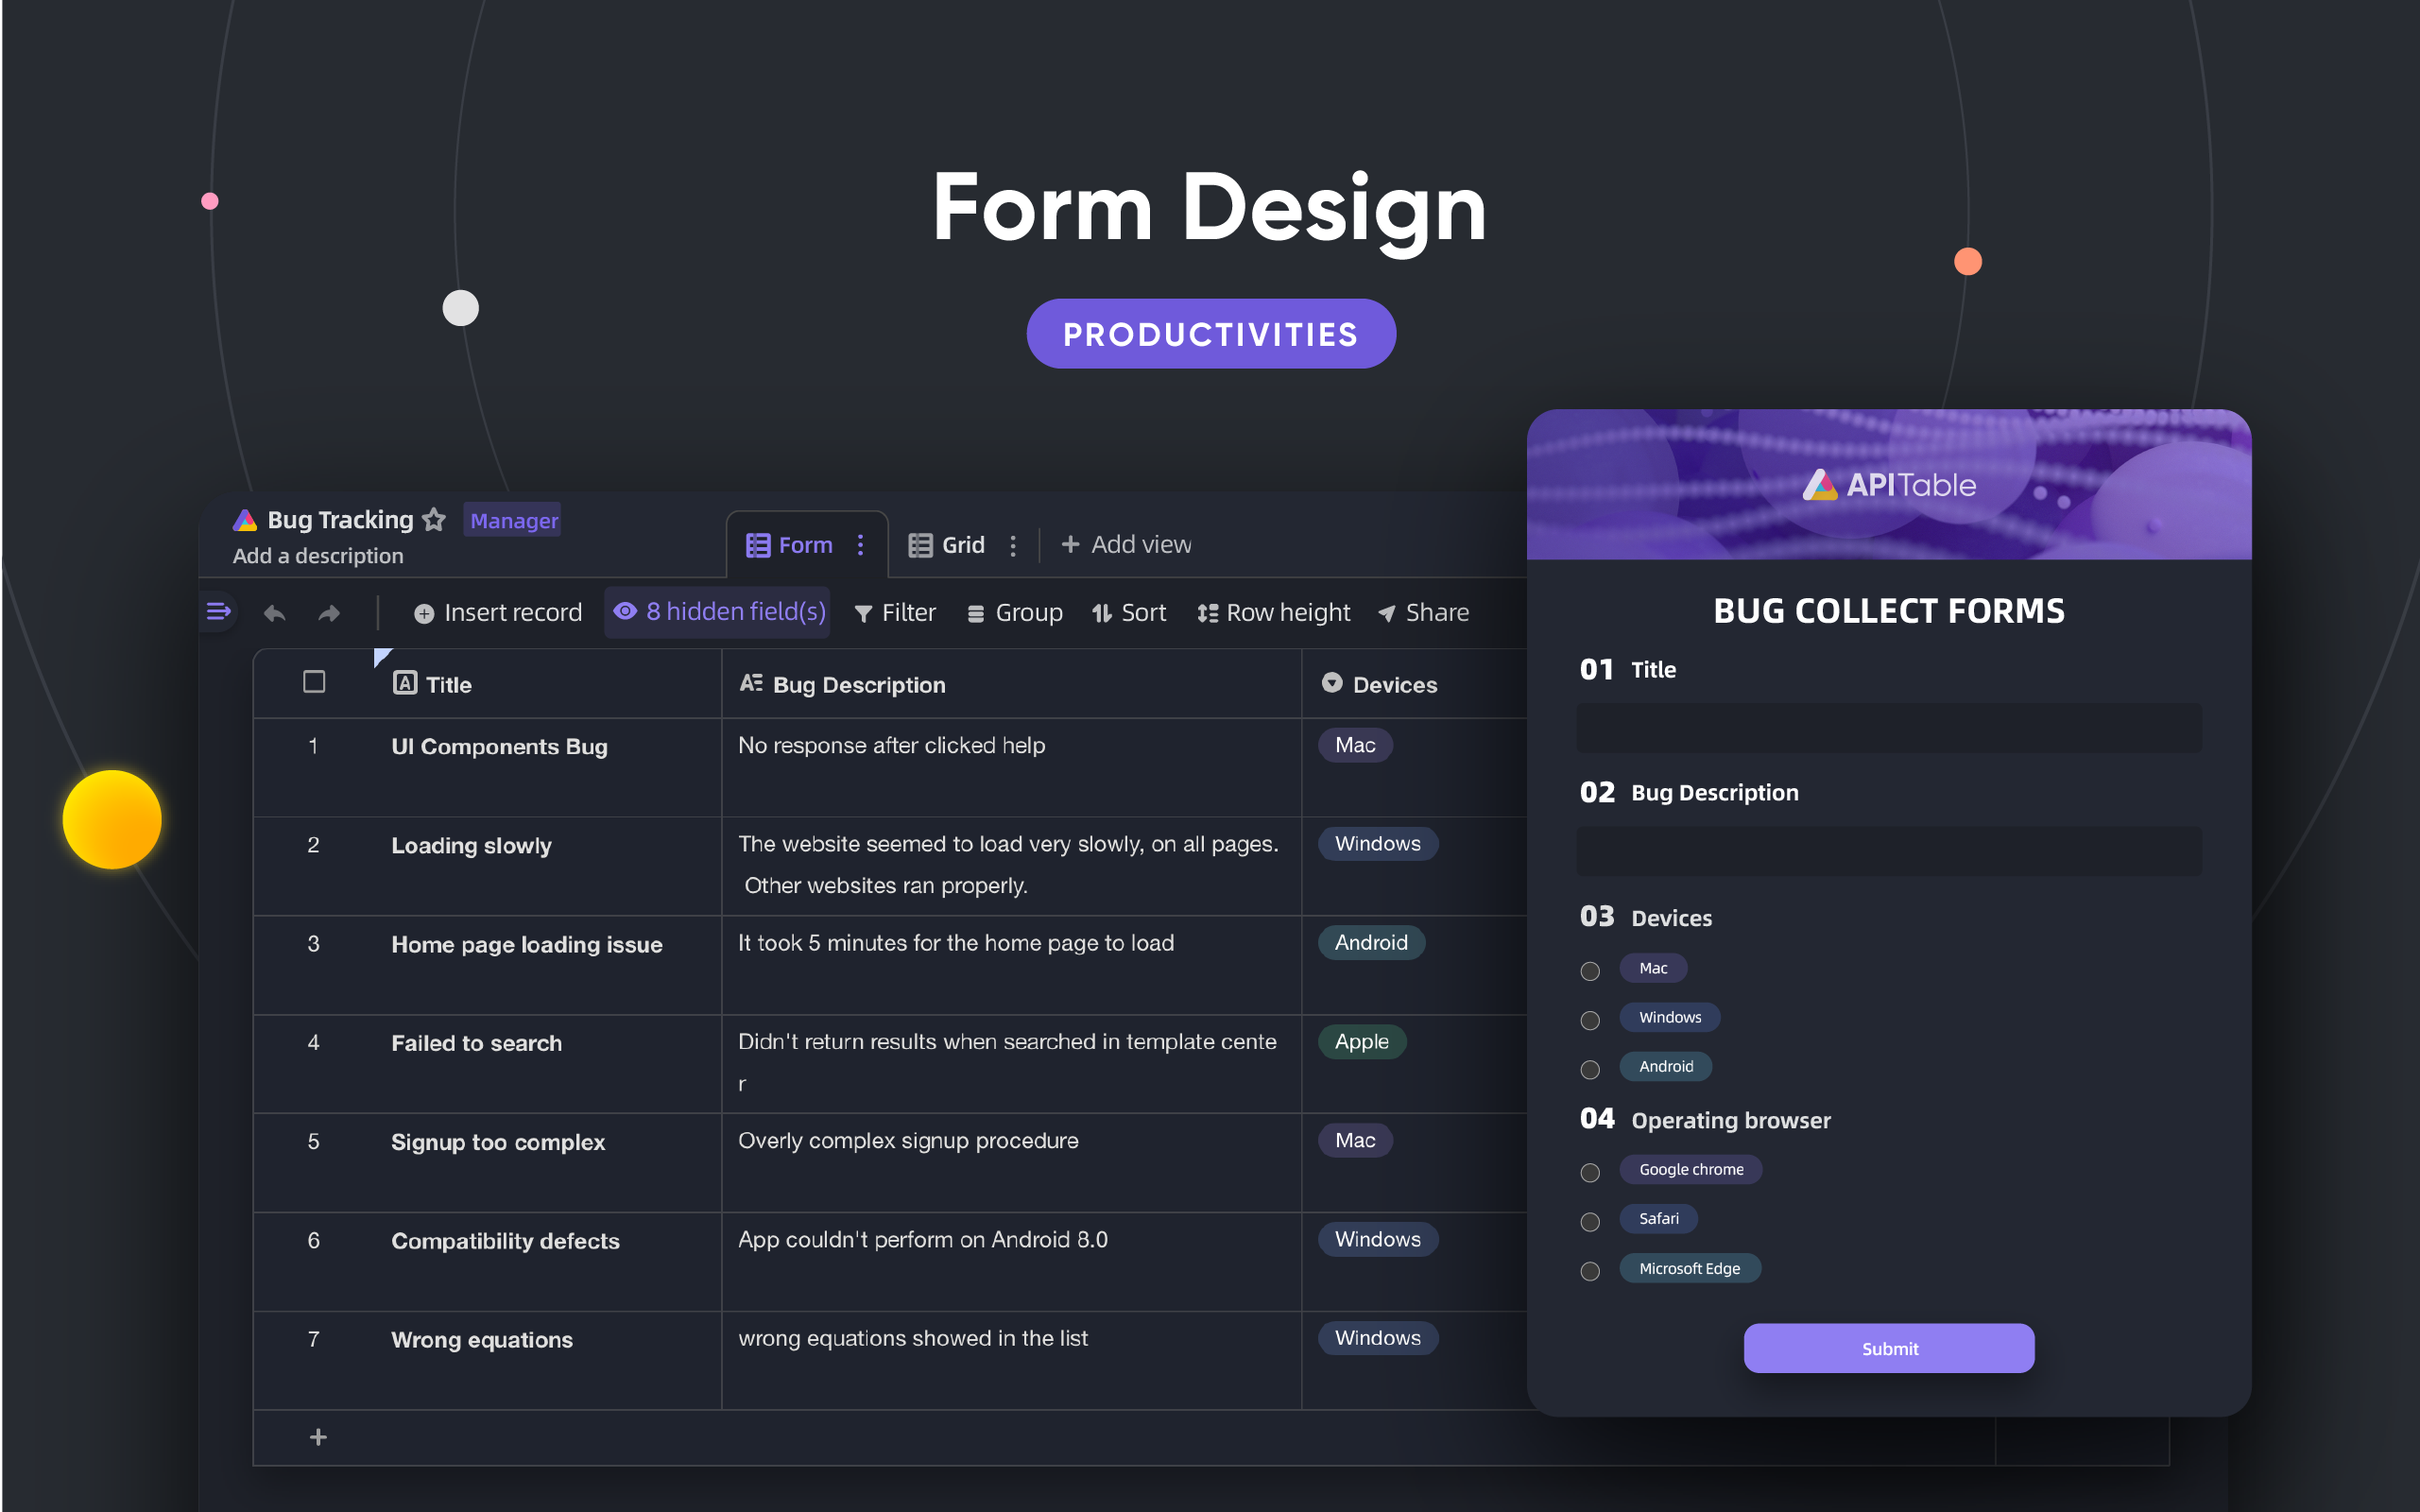 Form Design
PRODUCTIVITIES
Bug Tracking
Manager
Add a description
Form
Grid
Add view
Insert record
8 hidden field(s)
Filter
Group
Sort
Row height
Share
Title
Bug Description
Devices
1
UI Components Bug
No response after clicked help
Mac
2
Loading slowly
The website seemed to load very slowly, on all pages.
Other websites ran properly.
Windows
3
Home page loading issue
It took 5 minutes for the home page to load
Android
4
Failed to search
Didn't return results when searched in template cente
r
Apple
5
Signup too complex
Overly complex signup procedure
Mac
6
Compatibility defects
App couldn't perform on Android 8.0
Windows
7
Wrong equations
wrong equations showed in the list
Windows
APITable
BUG COLLECT FORMS
01 Title
02 Bug Description
03 Devices
Mac
Windows
Android
04 Operating browser
Google chrome
Safari
Microsoft Edge
Submit